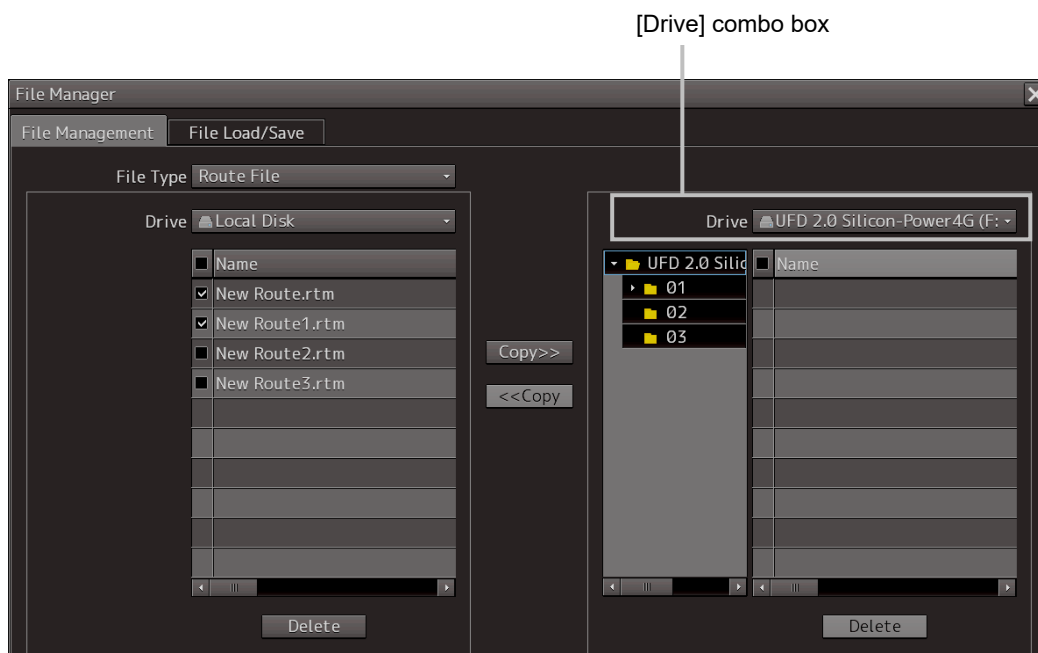 [Drive] combo box
File Manager
File Management
File Load/Save
File Type Route File
Drive Local Disk
Name
New Route.rtm
New Route1.rtm
New Route2.rtm
New Route3.rtm
Delete
Copy>>
<<Copy
Drive UFD 2.0 Silicon-Power4G (F:
UFD 2.0 Silic
01
02
03
Name
Delete